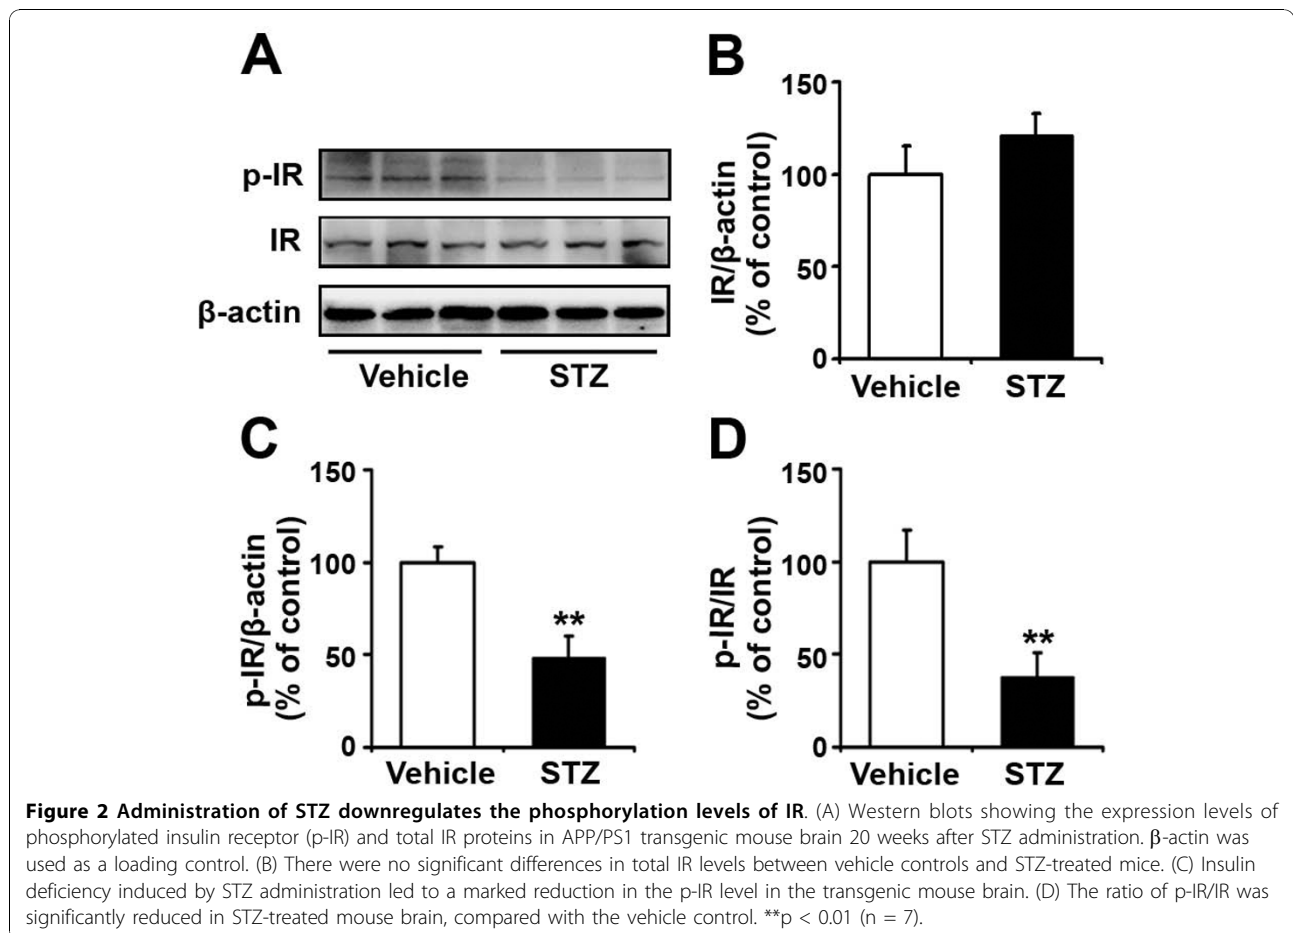 A
p-IR
IR
β-actin
Vehicle STZ
B
IR/β-actin
(% of control)
150
100
50
0
Vehicle STZ
C
p-IR/β-actin
(% of control)
150
100
50
0
**
Vehicle STZ
D
p-IR/IR
(% of control)
150
100
50
0
**
Vehicle STZ
Figure 2 Administration of STZ downregulates the phosphorylation levels of IR. (A) Western blots showing the expression levels of
phosphorylated insulin receptor (p-IR) and total IR proteins in APP/PS1 transgenic mouse brain 20 weeks after STZ administration. β-actin was
used as a loading control. (B) There were no significant differences in total IR levels between vehicle controls and STZ-treated mice. (C) Insulin
deficiency induced by STZ administration led to a marked reduction in the p-IR level in the transgenic mouse brain. (D) The ratio of p-IR/IR was
significantly reduced in STZ-treated mouse brain, compared with the vehicle control. **p < 0.01 (n = 7).